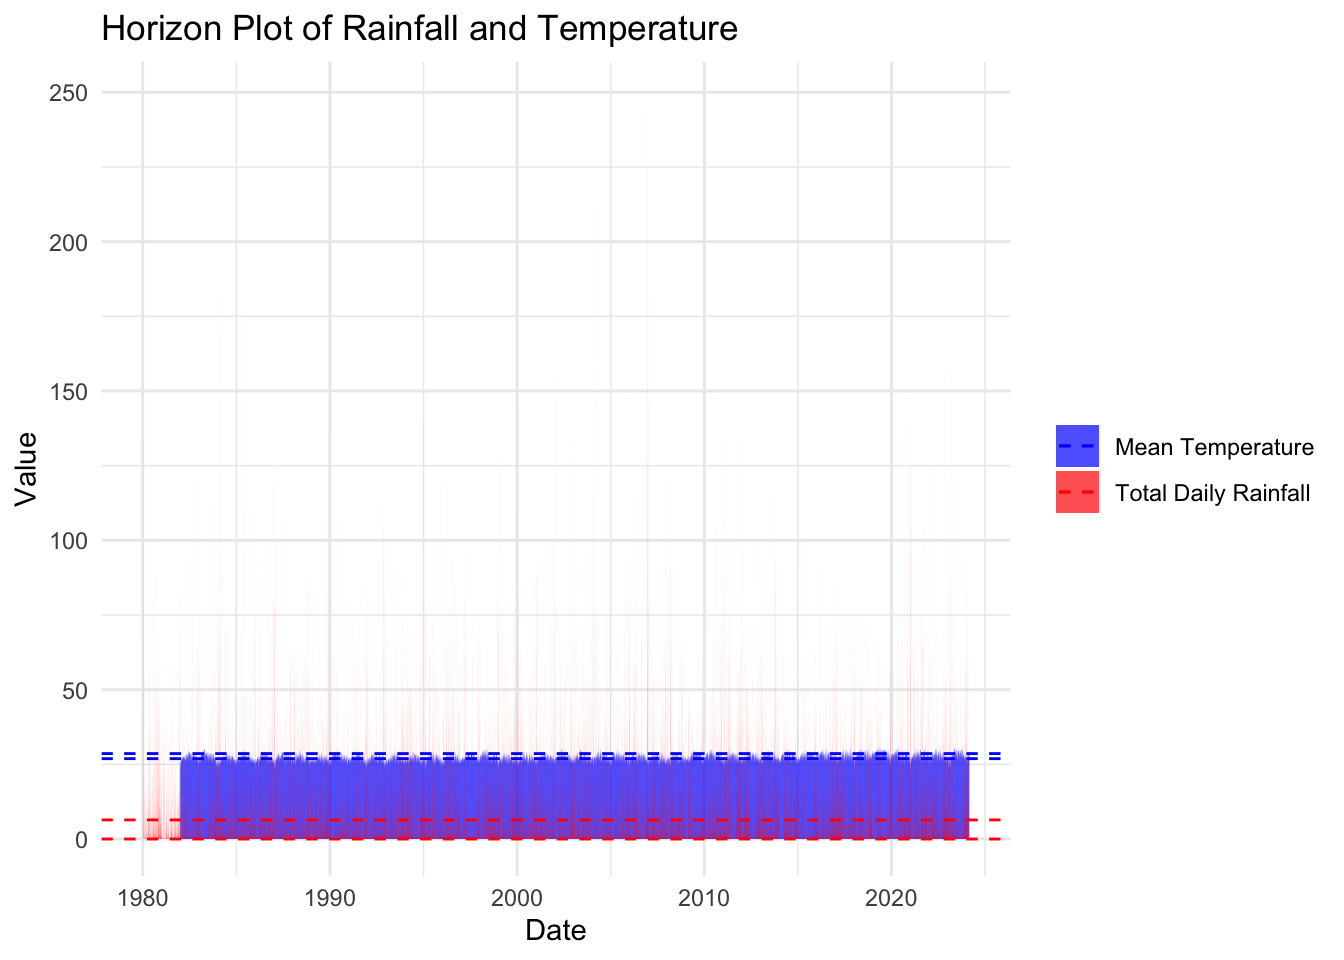 Horizon Plot of Rainfall and Temperature
250
200
150
100
50
0
Value
1980
1990
2000
2010
2020
Date
Mean Temperature
Total Daily Rainfall